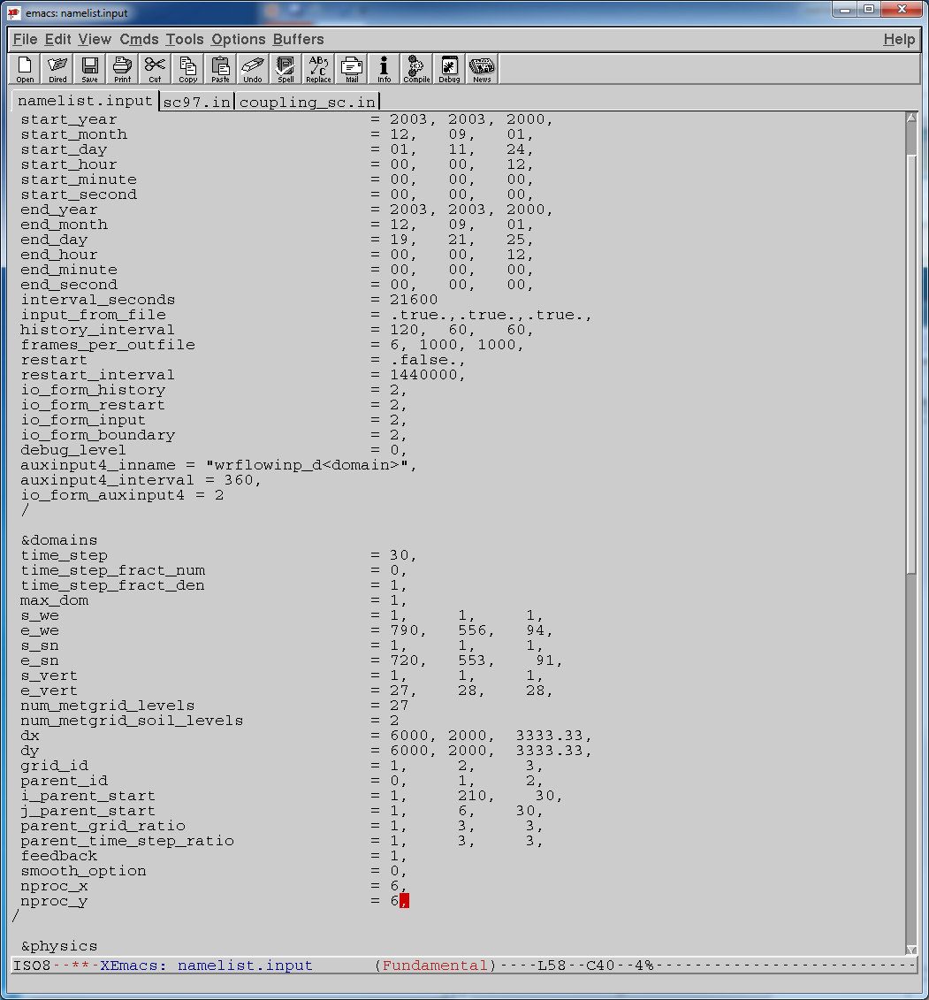 emacs: namelist.input
File Edit View Cmds Tools Options Buffers Help
Open Dired Save Print Cut Copy Paste Undo Spell Replace Mail Info Compile Debug News
namelist.input sc97.in coupling_sc.in
start_year = 2003, 2003, 2000,
start_month = 12, 09, 01,
start_day = 01, 11, 24,
start_hour = 00, 00, 12,
start_minute = 00, 00, 00,
start_second = 00, 00, 00,
end_year = 2003, 2003, 2000,
end_month = 12, 09, 01,
end_day = 19, 21, 25,
end_hour = 00, 00, 12,
end_minute = 00, 00, 00,
end_second = 00, 00, 00,
interval_seconds = 21600
input_from_file = .true.,.true.,.true.,
history_interval = 120, 60, 60,
frames_per_outfile = 6, 1000, 1000,
restart = .false.,
restart_interval = 1440000,
io_form_history = 2,
io_form_restart = 2,
io_form_input = 2,
io_form_boundary = 2,
debug_level = 0,
auxinput4_inname = "wrflowinp_d<domain>",
auxinput4_interval = 360,
io_form_auxinput4 = 2
/
&domains
time_step = 30,
time_step_fract_num = 0,
time_step_fract_den = 1,
max_dom = 1,
s_we = 1, 1, 1,
e_we = 790, 556, 94,
s_sn = 1, 1, 1,
e_sn = 720, 553, 91,
s_vert = 1, 1, 1,
e_vert = 27, 28, 28,
num_metgrid_levels = 27
num_metgrid_soil_levels = 2
dx = 6000, 2000, 3333.33,
dy = 6000, 2000, 3333.33,
grid_id = 1, 2, 3,
parent_id = 0, 1, 2,
i_parent_start = 1, 210, 30,
j_parent_start = 1, 6, 30,
parent_grid_ratio = 1, 3, 3,
parent_time_step_ratio = 1, 3, 3,
feedback = 1,
smooth_option = 0,
nproc_x = 6,
nproc_y = 6,
/
&physics
ISO8--**-XEmacs: namelist.input (Fundamental)----L58--C40--4%---------------------------